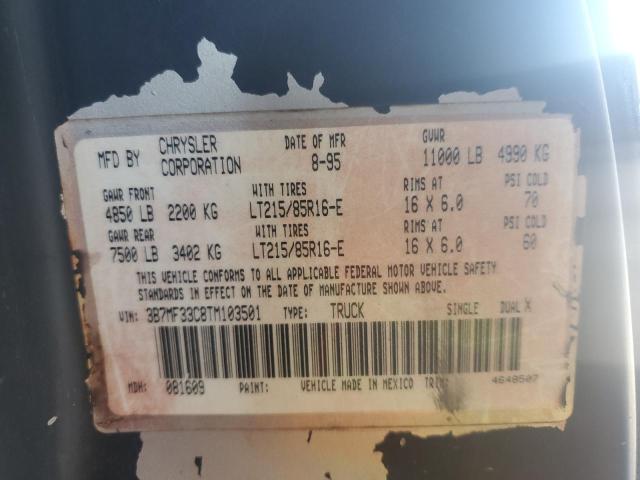 MFD BY CHRYSLER CORPORATION DATE OF MFR 8-95 GVWR 11000 LB 4990 KG
GAWR FRONT WITH TIRES RIMS AT PSI COLD
4850 LB 2200 KG LT215/85R16-E 16 X 6.0 70
GAWR REAR WITH TIRES RIMS AT PSI COLD
7500 LB 3402 KG LT215/85R16-E 16 X 6.0 60
THIS VEHICLE CONFORMS TO ALL APPLICABLE FEDERAL MOTOR VEHICLE SAFETY
STANDARDS IN EFFECT ON THE DATE OF MANUFACTURE SHOWN ABOVE.
VIN: 3B7MF33C8TM103501 TYPE: TRUCK SINGLE DUAL X
MDH: 081609 PAINT: VEHICLE MADE IN MEXICO TRIM: 4648507